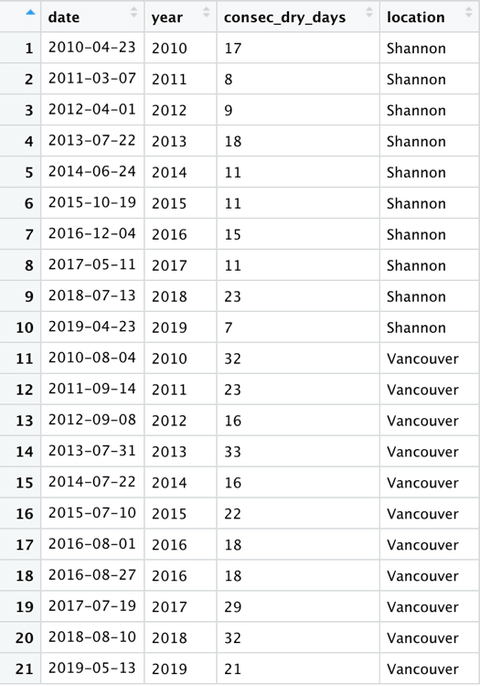 date year consec_dry_days location
1 2010-04-23 2010 17 Shannon
2 2011-03-07 2011 8 Shannon
3 2012-04-01 2012 9 Shannon
4 2013-07-22 2013 18 Shannon
5 2014-06-24 2014 11 Shannon
6 2015-10-19 2015 11 Shannon
7 2016-12-04 2016 15 Shannon
8 2017-05-11 2017 11 Shannon
9 2018-07-13 2018 23 Shannon
10 2019-04-23 2019 7 Shannon
11 2010-08-04 2010 32 Vancouver
12 2011-09-14 2011 23 Vancouver
13 2012-09-08 2012 16 Vancouver
14 2013-07-31 2013 33 Vancouver
15 2014-07-22 2014 16 Vancouver
16 2015-07-10 2015 22 Vancouver
17 2016-08-01 2016 18 Vancouver
18 2016-08-27 2016 18 Vancouver
19 2017-07-19 2017 29 Vancouver
20 2018-08-10 2018 32 Vancouver
21 2019-05-13 2019 21 Vancouver